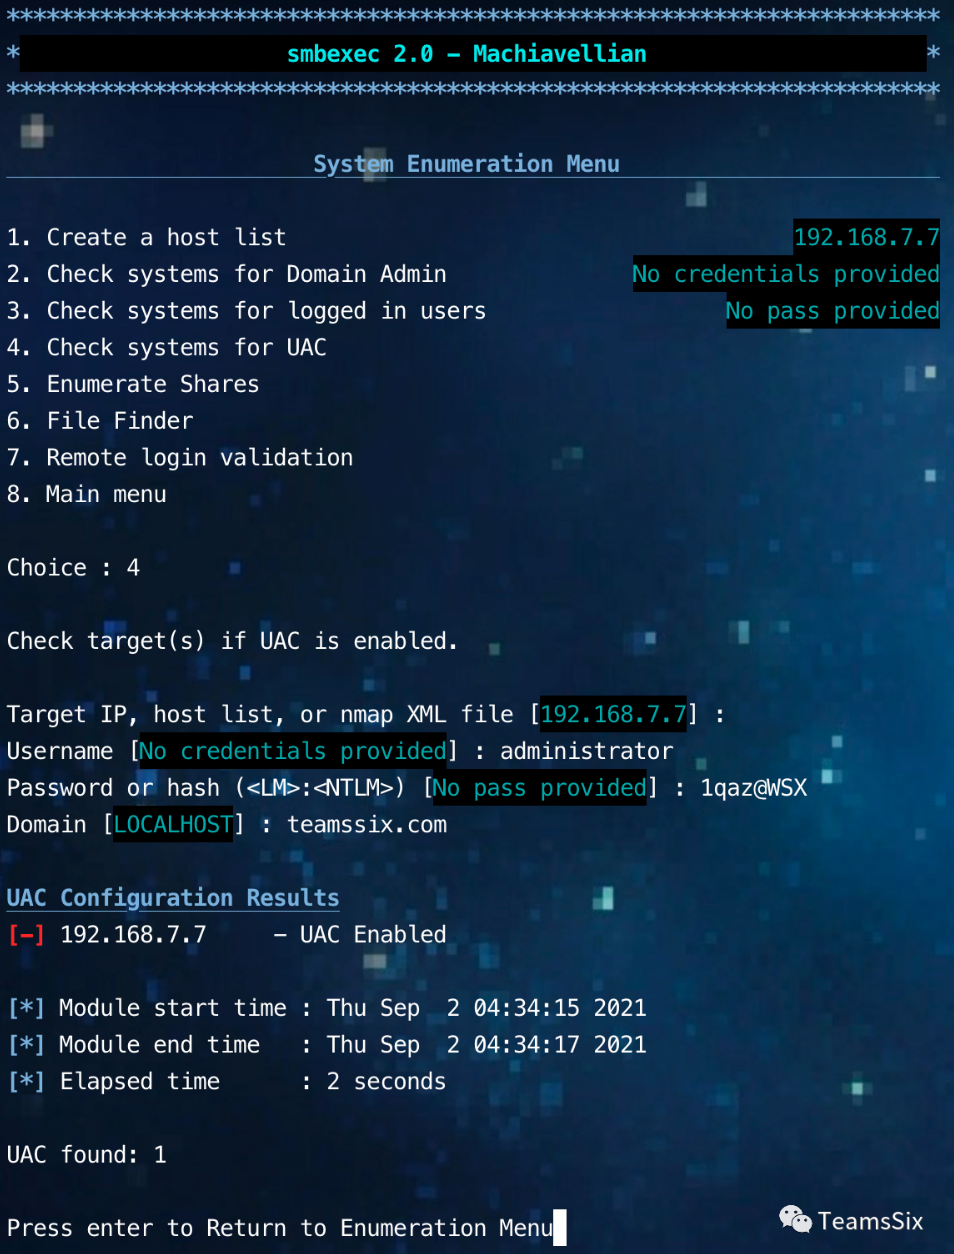 **********************************************************************
* smbexec 2.0 - Machiavellian *
**********************************************************************
System Enumeration Menu
1. Create a host list 192.168.7.7
2. Check systems for Domain Admin No credentials provided
3. Check systems for logged in users No pass provided
4. Check systems for UAC
5. Enumerate Shares
6. File Finder
7. Remote login validation
8. Main menu
Choice : 4
Check target(s) if UAC is enabled.
Target IP, host list, or nmap XML file [192.168.7.7] :
Username [No credentials provided] : administrator
Password or hash (<LM>:<NTLM>) [No pass provided] : 1qaz@WSX
Domain [LOCALHOST] : teamssix.com
UAC Configuration Results
[-] 192.168.7.7 - UAC Enabled
[*] Module start time : Thu Sep 2 04:34:15 2021
[*] Module end time : Thu Sep 2 04:34:17 2021
[*] Elapsed time : 2 seconds
UAC found: 1
Press enter to Return to Enumeration Menu
TeamsSix